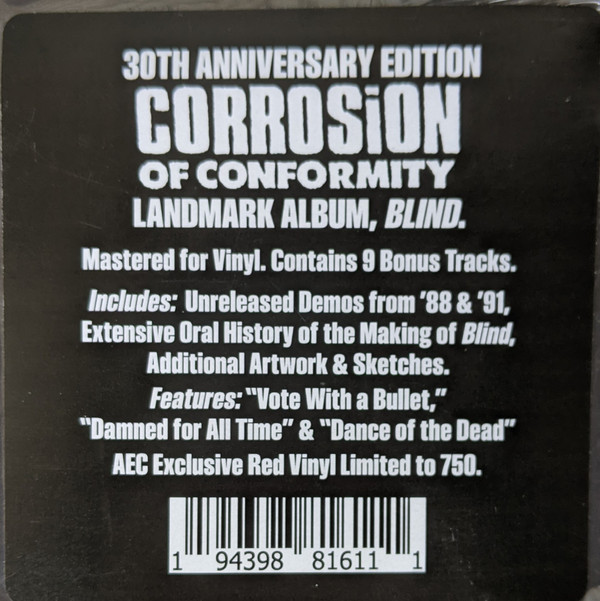 30TH ANNIVERSARY EDITION
CORROSiON
OF CONFORMITY
LANDMARK ALBUM, BLIND.
Mastered for Vinyl. Contains 9 Bonus Tracks.
Includes: Unreleased Demos from '88 & '91,
Extensive Oral History of the Making of Blind,
Additional Artwork & Sketches.
Features: "Vote With a Bullet,"
"Damned for All Time" & "Dance of the Dead"
AEC Exclusive Red Vinyl Limited to 750.
1 94398 81611 1